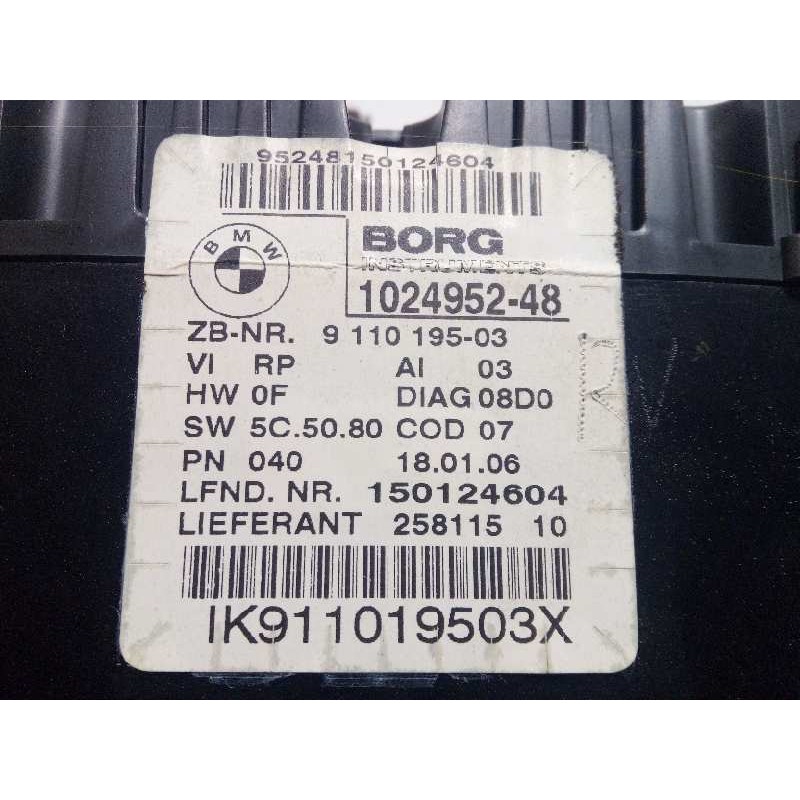 95248150124604
BMW
BORG
INSTRUMENTS
1024952-48
ZB-NR. 9 110 195-03
VI RP AI 03
HW 0F DIAG 08D0
SW 5C.50.80 COD 07
PN 040 18.01.06
LFND. NR. 150124604
LIEFERANT 258115 10
IK911019503X